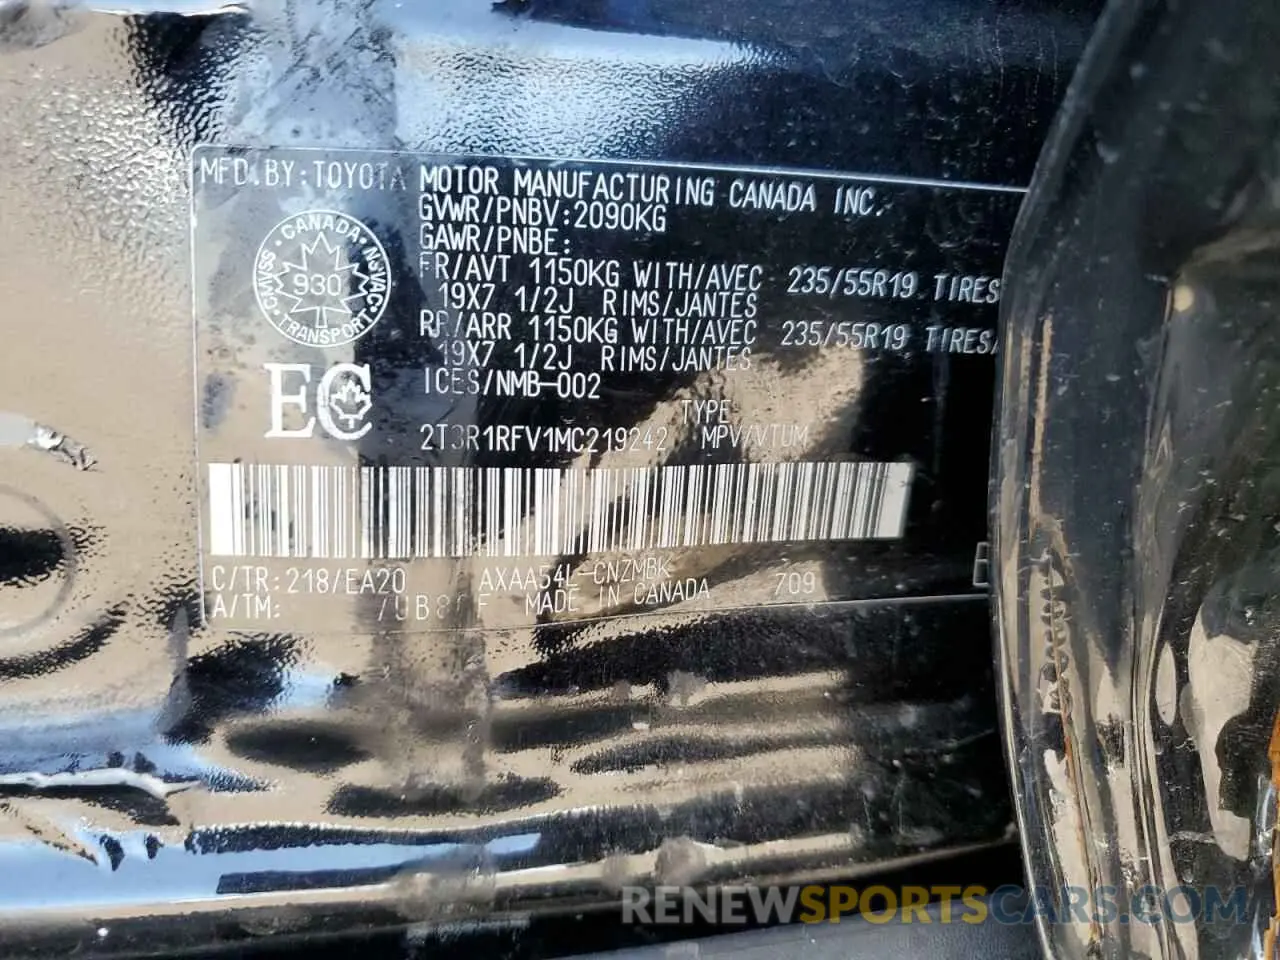 MFD.BY:TOYOTA MOTOR MANUFACTURING CANADA INC.
GVWR/PNBV:2090KG
GAWR/PNBE:
FR/AVT 1150KG WITH/AVEC 235/55R19 TIRES
19X7 1/2J RIMS/JANTES
RR/ARR 1150KG WITH/AVEC 235/55R19 TIRES/
19X7 1/2J RIMS/JANTES
ICES/NMB-002
CANADA
930
TRANSPORT
CMVSS • NSVAC
EC
TYPE
2T3R1RFV1MC219242 MPV/VTUM
C/TR:218/EA20 AXAA54L-CNZMBK 709
A/TM: MADE IN CANADA
RENEWSPORTSCARS.COM